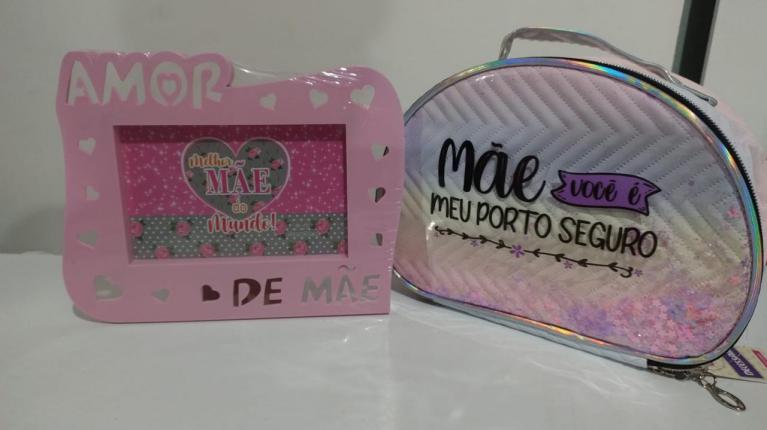 AMOR
Melhor
MÃE
do
Mundo!
DE MÃE
Mãe
VOCÊ É
MEU PORTO SEGURO